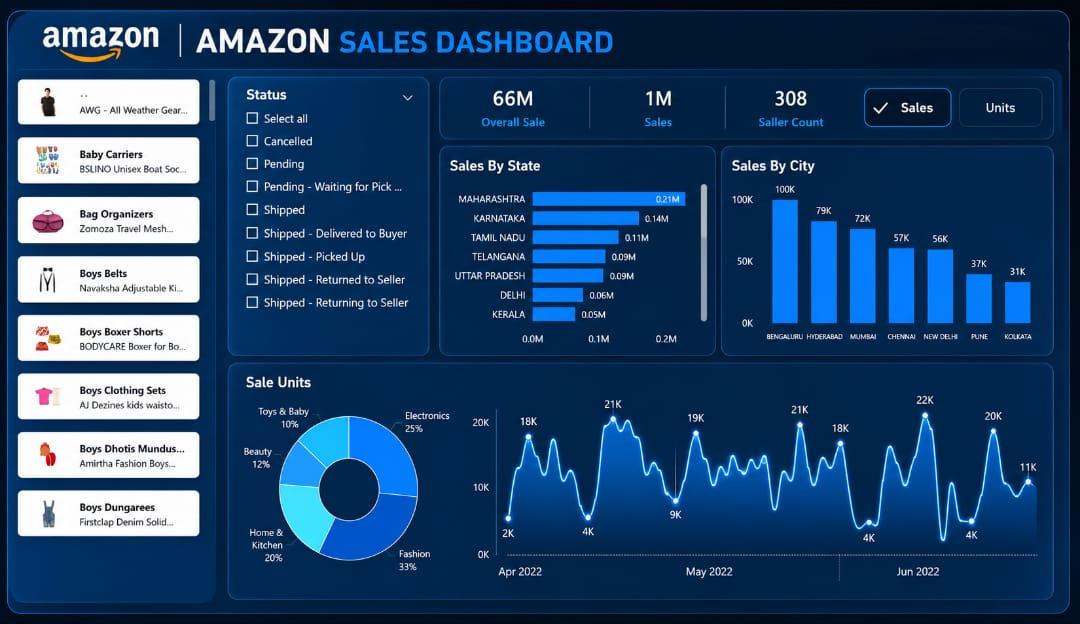 amazon
AMAZON SALES DASHBOARD
- -
AWG - All Weather Gear...
Baby Carriers
BSLINO Unisex Boat Soc...
Bag Organizers
Zomoza Travel Mesh...
Boys Belts
Navaksha Adjustable Ki...
Boys Boxer Shorts
BODYCARE Boxer for Bo...
Boys Clothing Sets
AJ Dezines kids waisto...
Boys Dhotis Mundus...
Amirtha Fashion Boys...
Boys Dungarees
Firstclap Denim Solid...
Status
Select all
Cancelled
Pending
Pending - Waiting for Pick ...
Shipped
Shipped - Delivered to Buyer
Shipped - Picked Up
Shipped - Returned to Seller
Shipped - Returning to Seller
66M
Overall Sale
1M
Sales
308
Saller Count
Sales
Units
Sales By State
MAHARASHTRA 0.21M
KARNATAKA 0.14M
TAMIL NADU 0.11M
TELANGANA 0.09M
UTTAR PRADESH 0.09M
DELHI 0.06M
KERALA 0.05M
0.0M 0.1M 0.2M
Sales By City
100K
50K
0K
100K 79K 72K 57K 56K 37K 31K
BENGALURU HYDERABAD MUMBAI CHENNAI NEW DELHI PUNE KOLKATA
Sale Units
Toys & Baby
10%
Electronics
25%
Beauty
12%
Home &
Kitchen
20%
Fashion
33%
20K
10K
0K
2K 18K 4K 21K 9K 19K 21K 18K 4K 22K 4K 20K 11K
Apr 2022 May 2022 Jun 2022